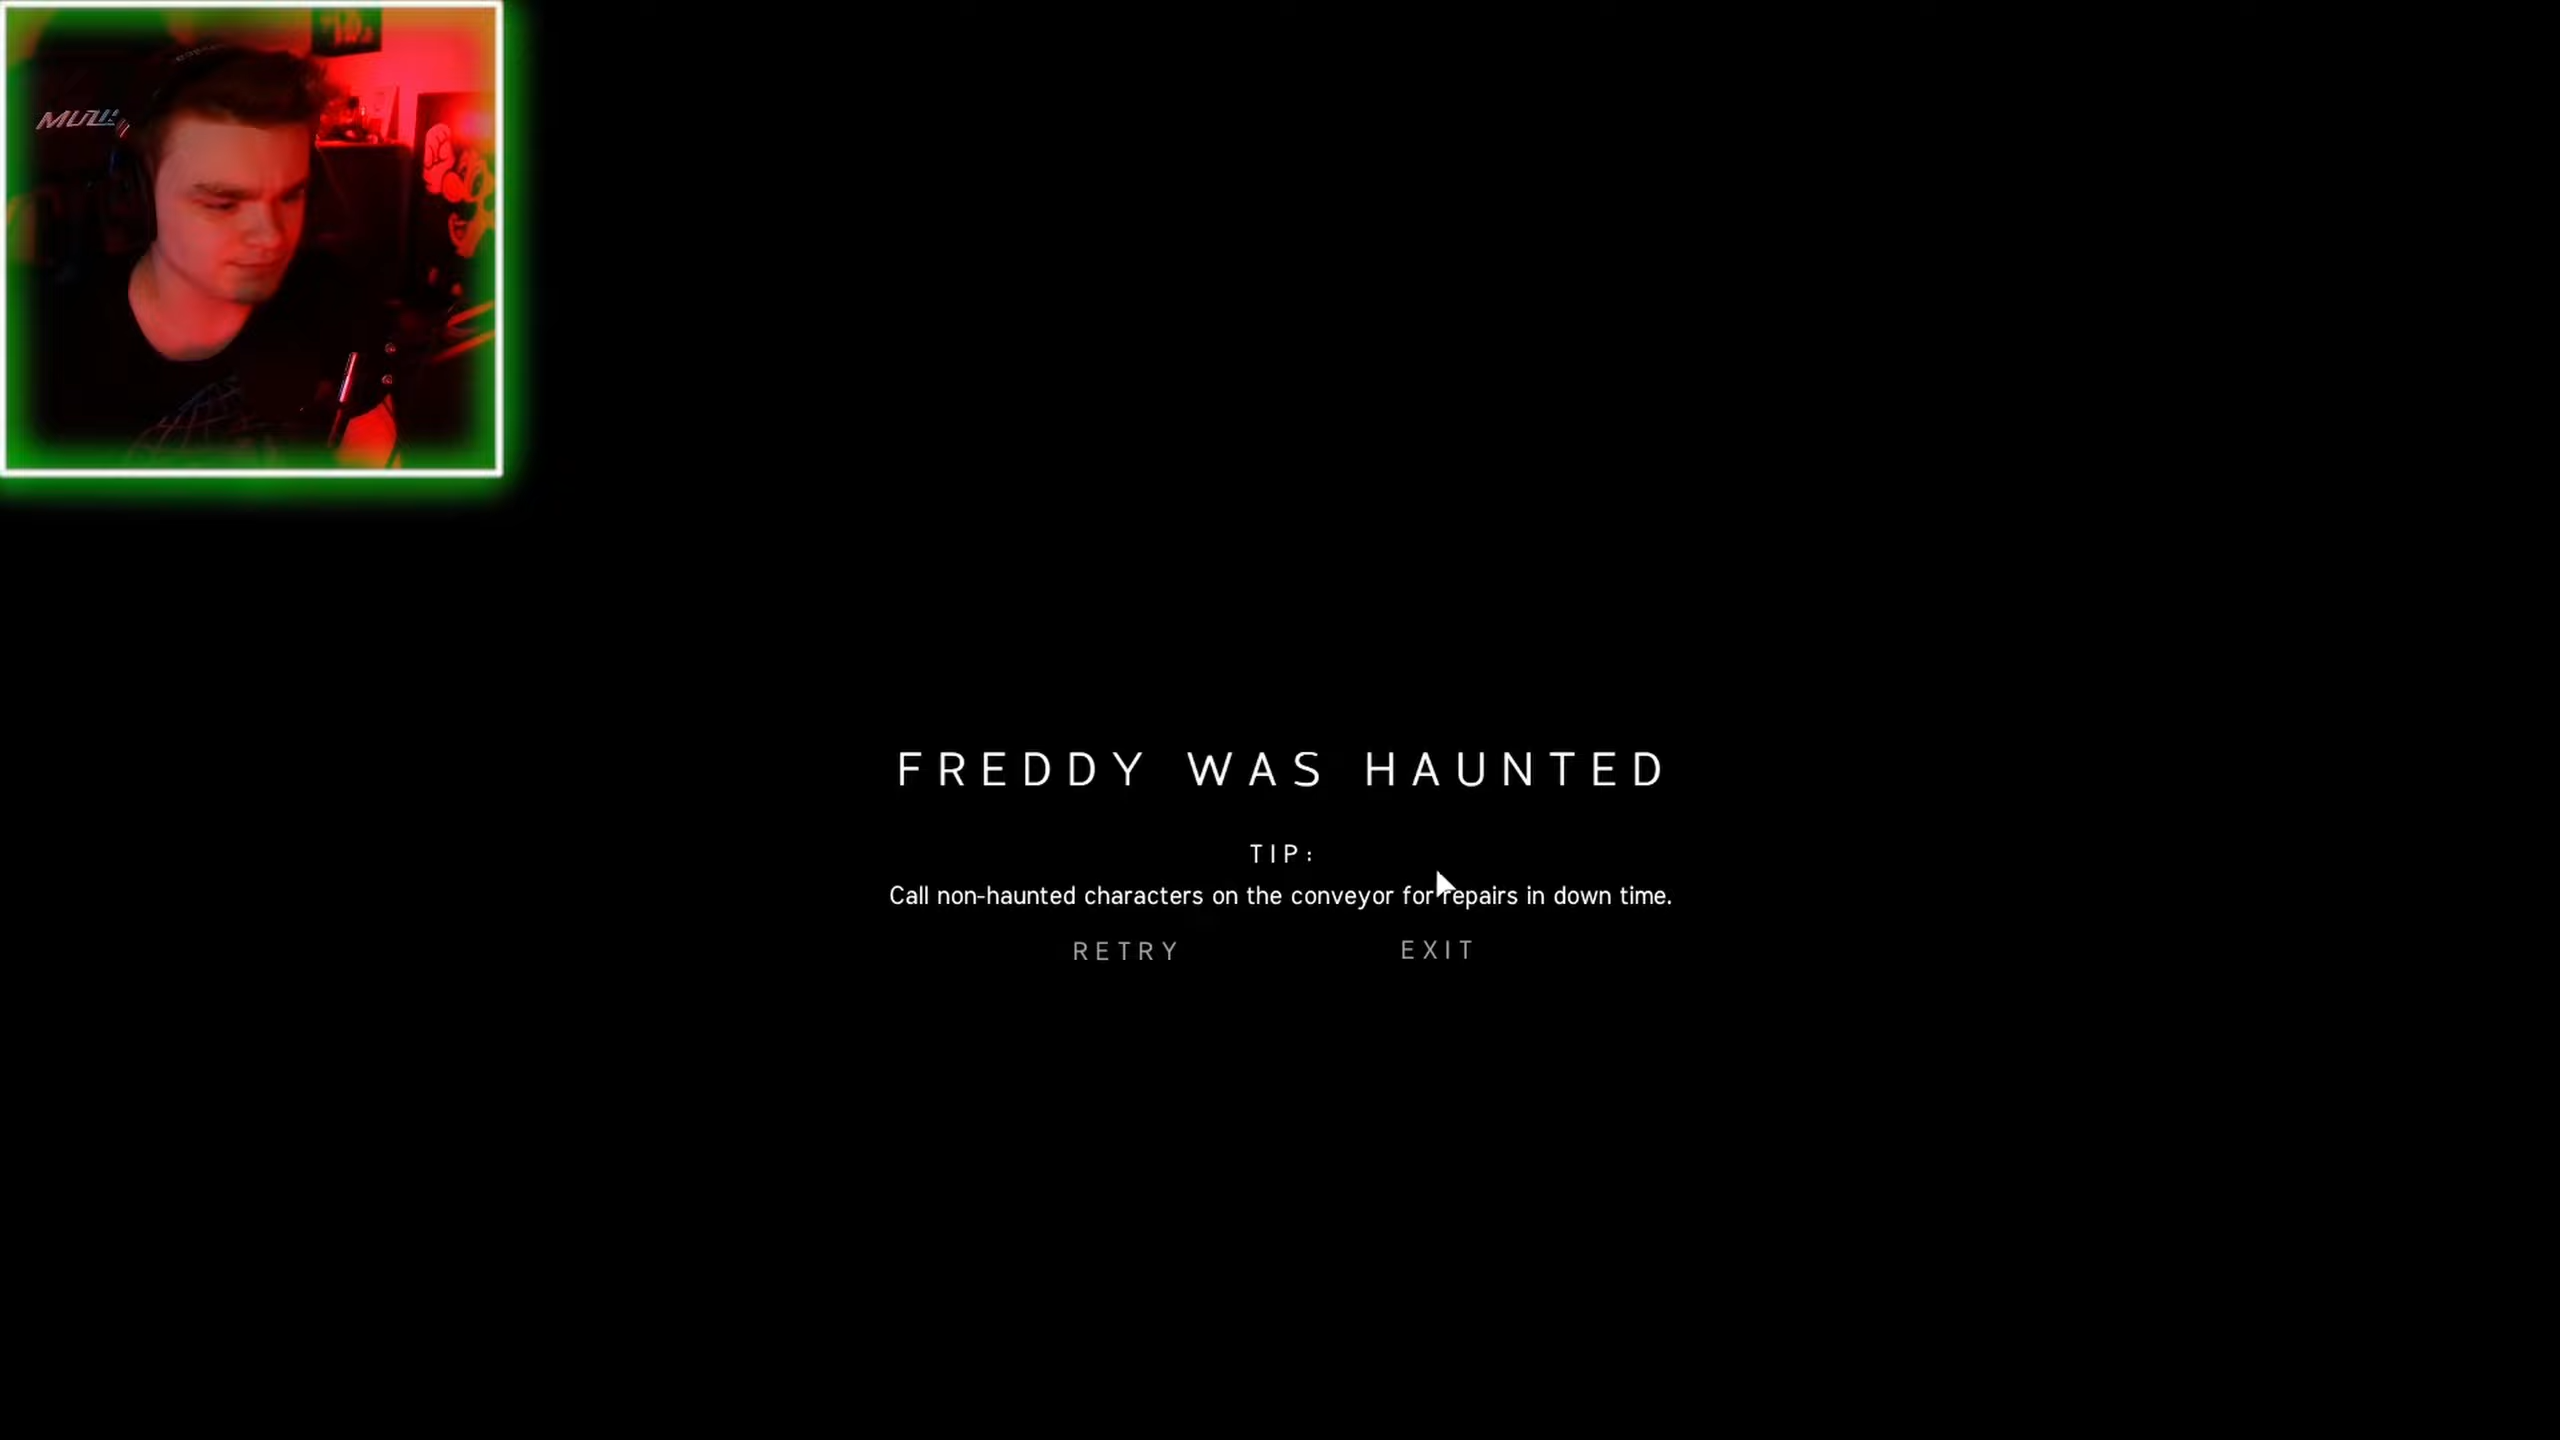 FREDDY WAS HAUNTED
TIP:
Call non-haunted characters on the conveyor for repairs in down time.
RETRY EXIT